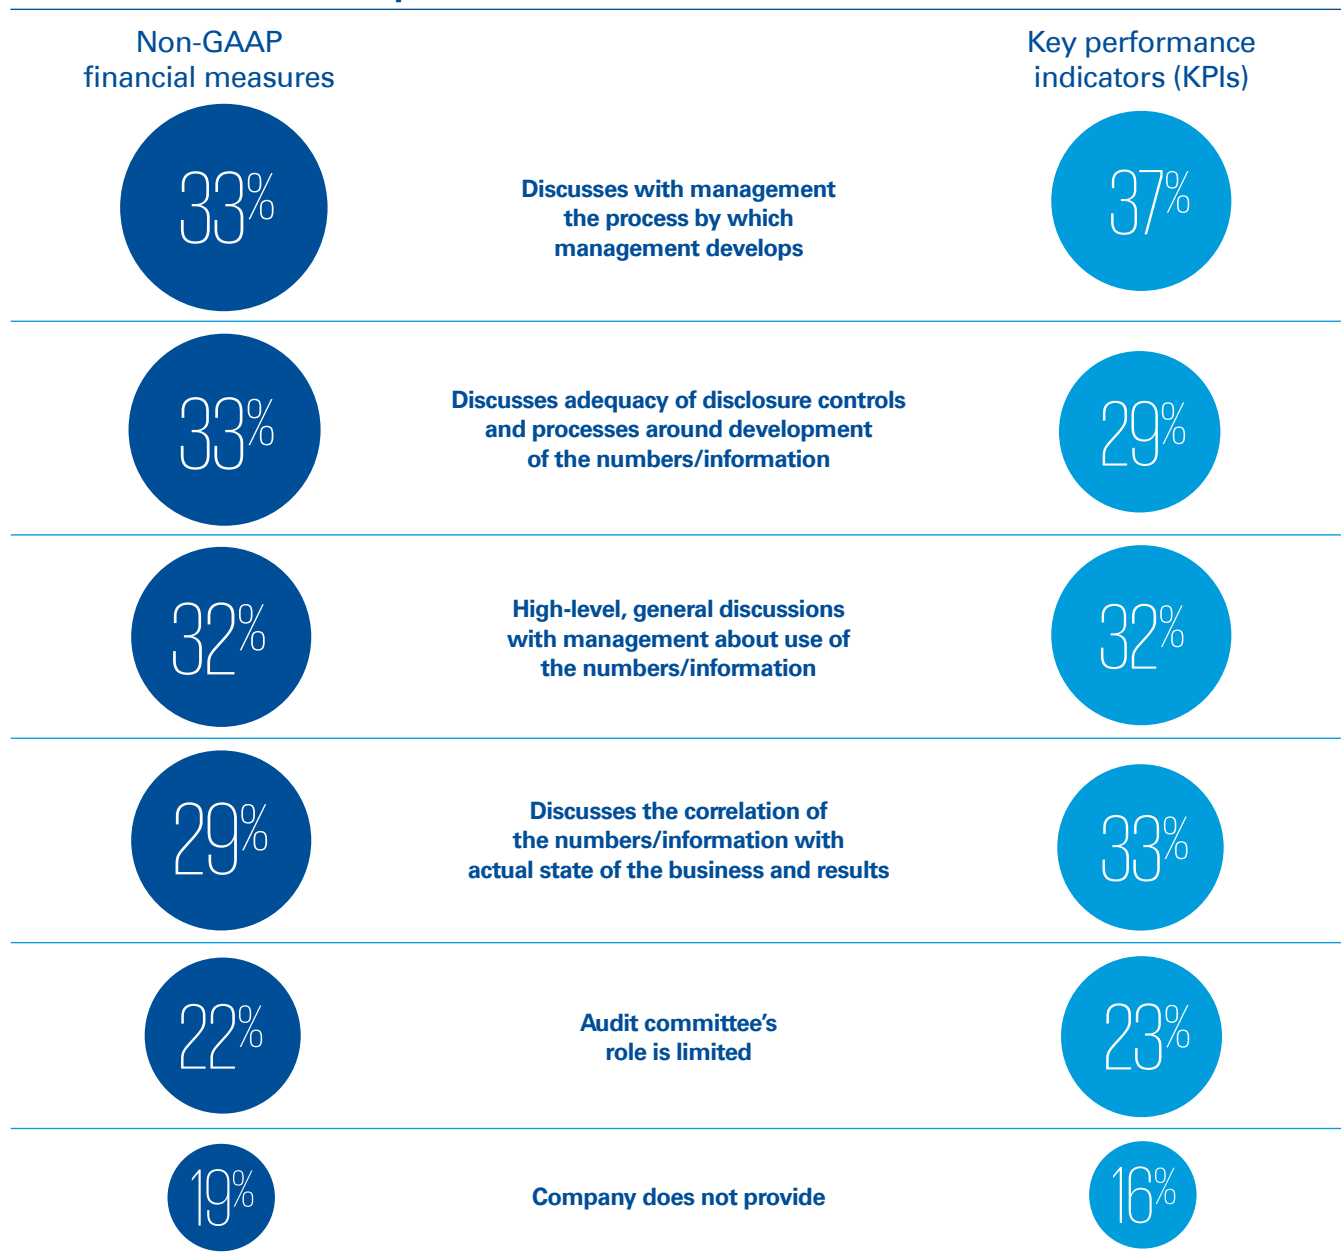 Non-GAAP
financial measures
Key performance
indicators (KPIs)
33%
Discusses with management
the process by which
management develops
37%
33%
Discusses adequacy of disclosure controls
and processes around development
of the numbers/information
29%
32%
High-level, general discussions
with management about use of
the numbers/information
32%
29%
Discusses the correlation of
the numbers/information with
actual state of the business and results
33%
22%
Audit committee’s
role is limited
23%
19%
Company does not provide
16%